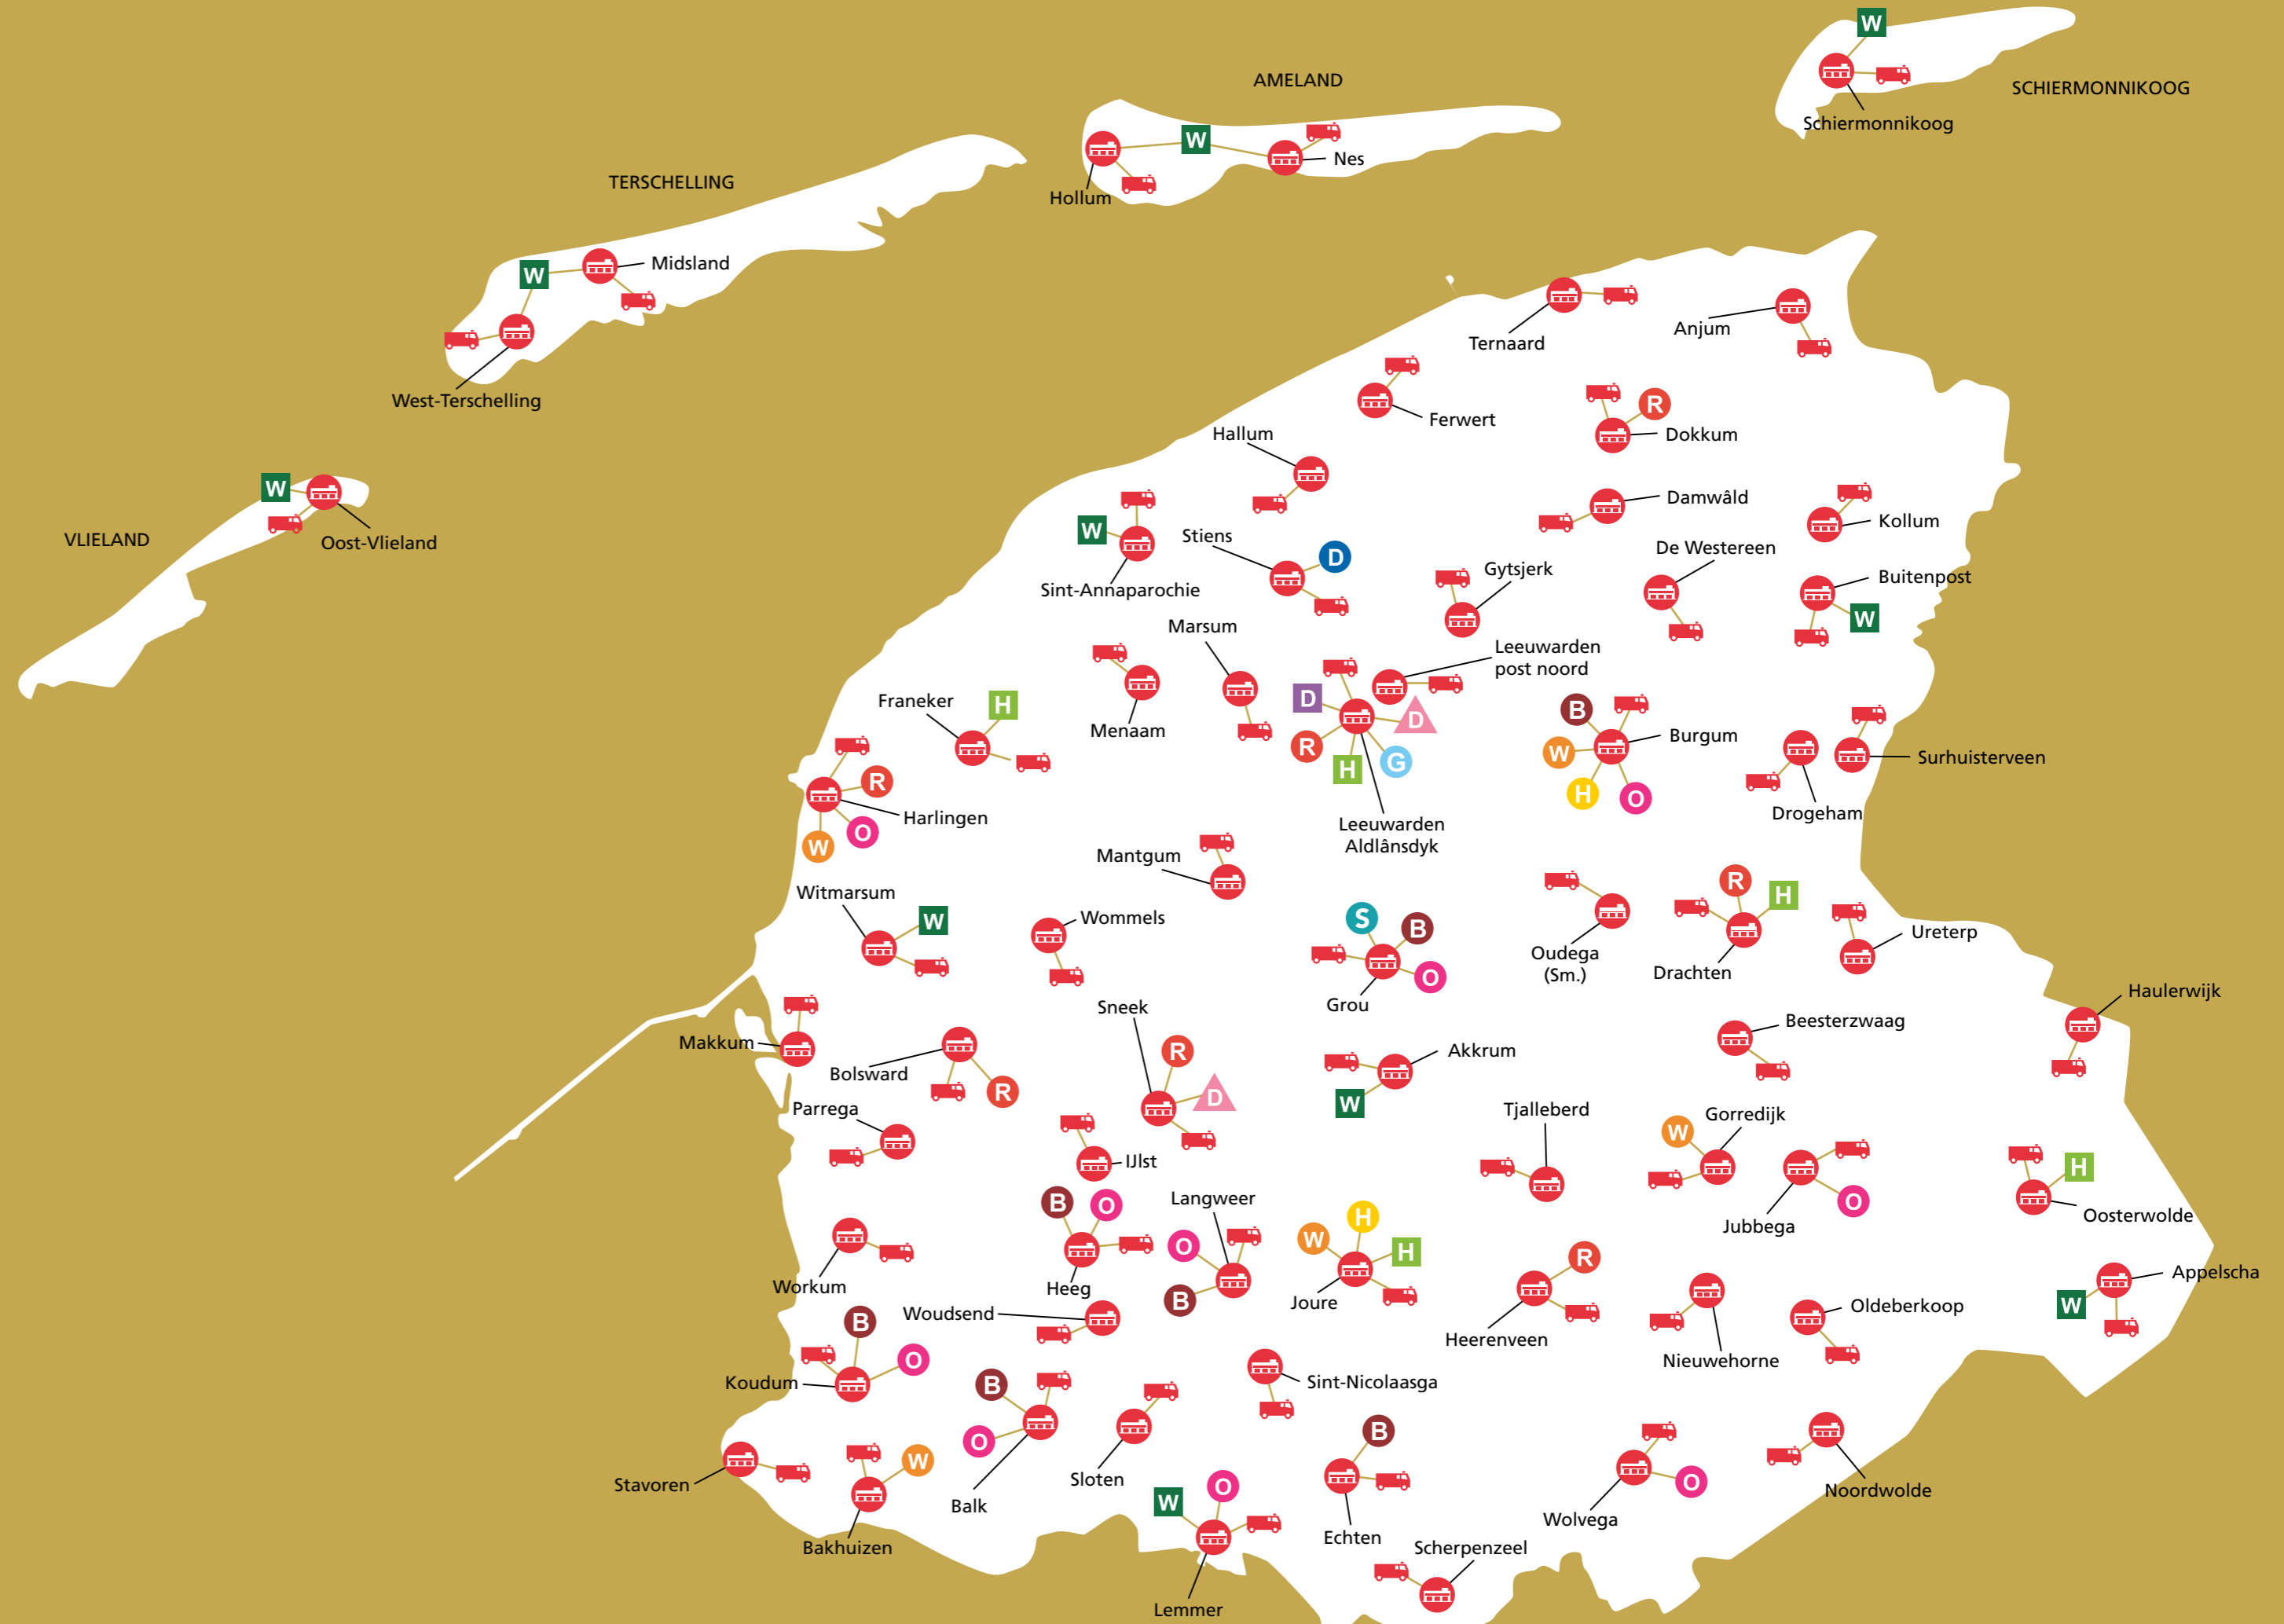 W
SCHIERMONNIKOOG
Schiermonnikoog
AMELAND
W
Nes
Hollum
TERSCHELLING
W
Midsland
West-Terschelling
W
VLIELAND
Oost-Vlieland
Ternaard
Anjum
Ferwert
R
Dokkum
Hallum
Damwâld
Kollum
W
Sint-Annaparochie
Stiens
D
Gytsjerk
De Westereen
Buitenpost
W
Marsum
Menaam
Leeuwarden
post noord
D
D
R
H
G
Leeuwarden
Aldlânsdyk
Franeker
H
R
Harlingen
O
W
B
W
Burgum
H
O
Drogeham
Surhuisterveen
Mantgum
Witmarsum
W
Wommels
S
B
O
Grou
Oudega
(Sm.)
R
H
Drachten
Ureterp
Haulerwijk
Makkum
Bolsward
R
Sneek
R
D
Akkrum
W
Beesterzwaag
Parrega
IJlst
Tjalleberd
Gorredijk
W
Jubbega
O
H
Oosterwolde
B
O
Heeg
Langweer
O
B
W
H
H
Joure
Workum
Woudsend
R
Heerenveen
Nieuwehorne
Oldeberkoop
Appelscha
W
B
O
Koudum
B
O
Balk
Sloten
Sint-Nicolaasga
B
Echten
Stavoren
W
Bakhuizen
W
O
Lemmer
Scherpenzeel
O
Wolvega
Noordwolde